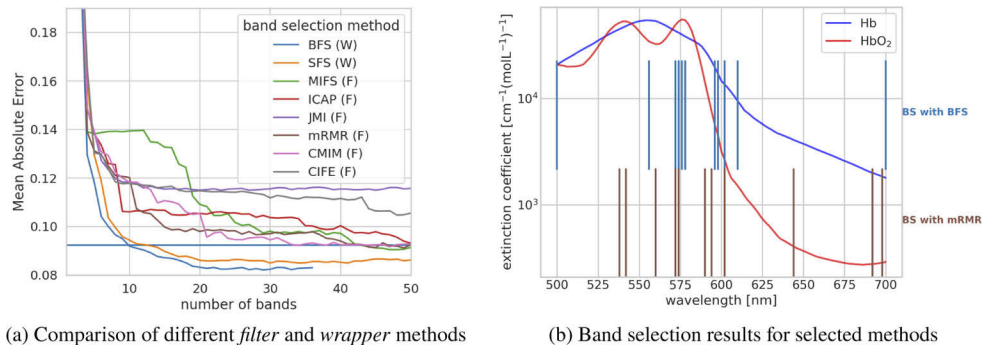 0.18
0.16
0.14
0.12
0.10
0.08
Mean Absolute Error
10
20
30
40
50
number of bands
band selection method
BFS (W)
SFS (W)
MIFS (F)
ICAP (F)
JMI (F)
mRMR (F)
CMIM (F)
CIFE (F)
(a) Comparison of different filter and wrapper methods
extinction coefficient [cm⁻¹(molL⁻¹)⁻¹)
10⁴
10³
500
525
550
575
600
625
650
675
700
wavelength [nm]
Hb
HbO₂
BS with BFS
BS with mRMR
(b) Band selection results for selected methods